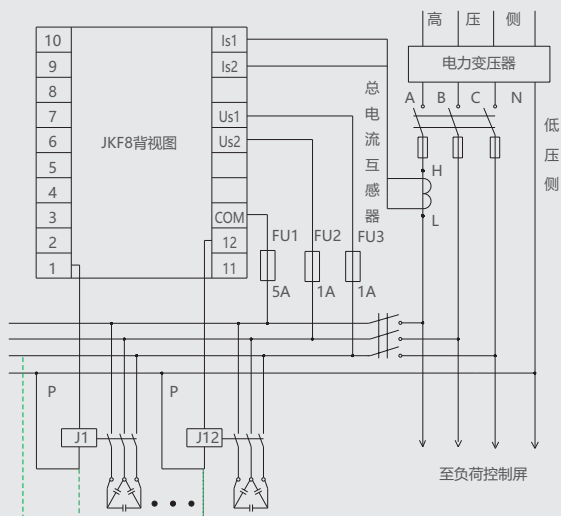 高 压 侧
电力变压器
A B C N
低压侧
总电流互感器
H
L
10 Is1
9 Is2
8
7 Us1
6 Us2
JKF8背视图
5
4
3 COM
2 12
1 11
FU1 FU2 FU3
5A 1A 1A
P P
J1 J12
至负荷控制屏